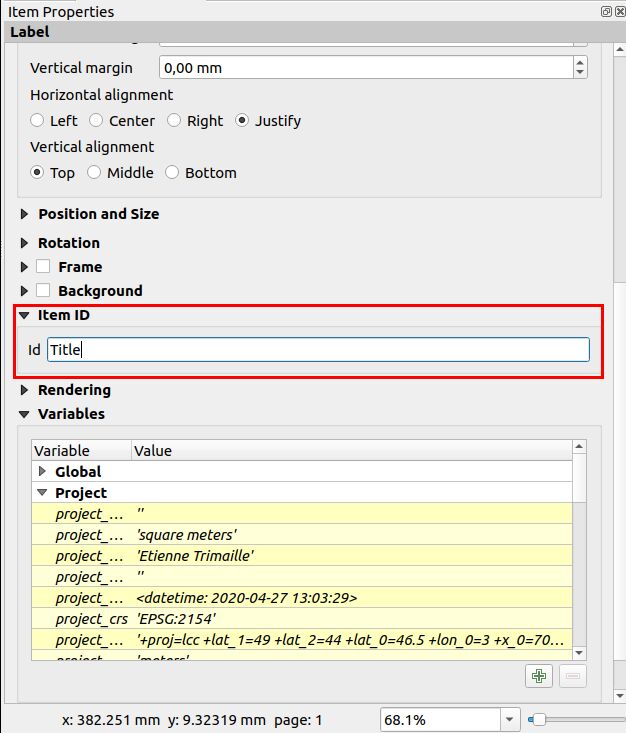 Item Properties
Label
Vertical margin 0,00 mm
Horizontal alignment
Left Center Right Justify
Vertical alignment
Top Middle Bottom
Position and Size
Rotation
Frame
Background
Item ID
Id Title
Rendering
Variables
Variable Value
Global
Project
project_... ''
project_... 'square meters'
project_... 'Etienne Trimaille'
project_... ''
project_... <datetime: 2020-04-27 13:03:29>
project_crs 'EPSG:2154'
project_... '+proj=lcc +lat_1=49 +lat_2=44 +lat_0=46.5 +lon_0=3 +x_0=70...
project_... 'meters'
x: 382.251 mm y: 9.32319 mm page: 1 68.1%